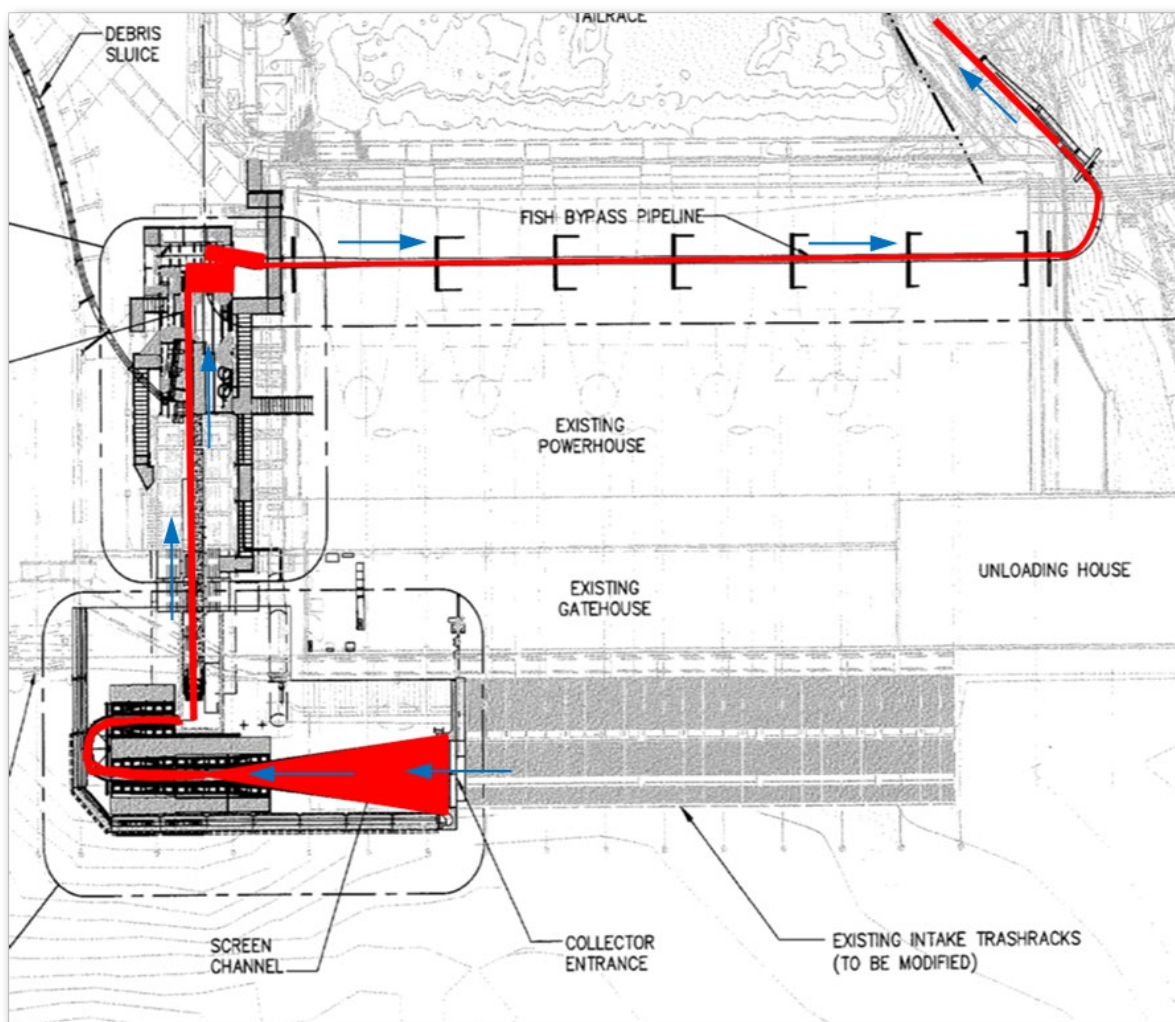 TAILRACE
DEBRIS
SLUICE
FISH BYPASS PIPELINE
EXISTING
POWERHOUSE
EXISTING
GATEHOUSE
UNLOADING HOUSE
SCREEN
CHANNEL
COLLECTOR
ENTRANCE
EXISTING INTAKE TRASHRACKS
(TO BE MODIFIED)